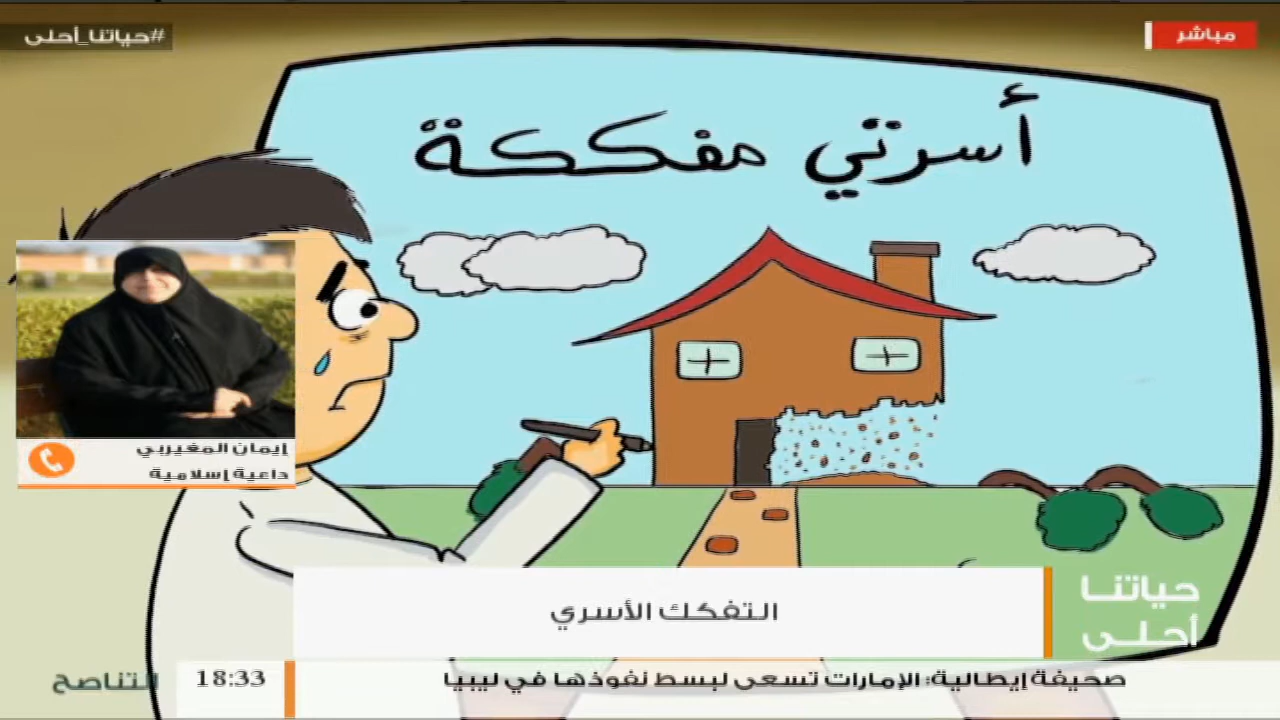 #حياتنا_أحلى
مباشر
أسرتي مفككة
إيمان المغيربي
داعية إسلامية
التفكك الأسري
حياتنا
أحلى
صحيفة إيطالية: الإمارات تسعى لبسط نفوذها في ليبيا
18:33
التناصح